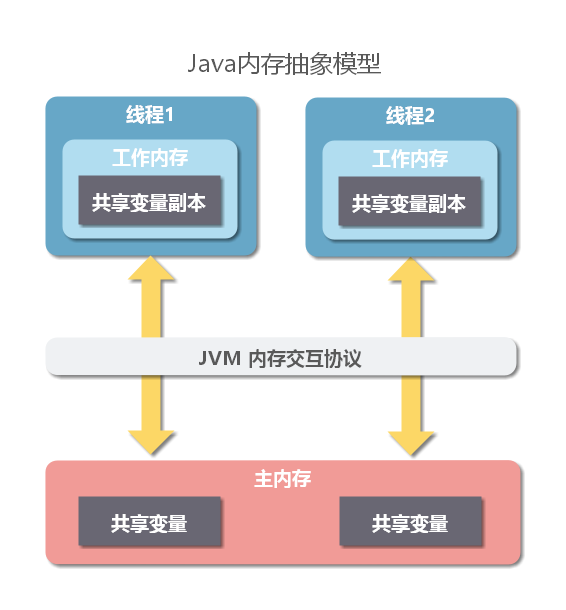 Java内存抽象模型
线程1
工作内存
共享变量副本
线程2
工作内存
共享变量副本
JVM 内存交互协议
主内存
共享变量
共享变量